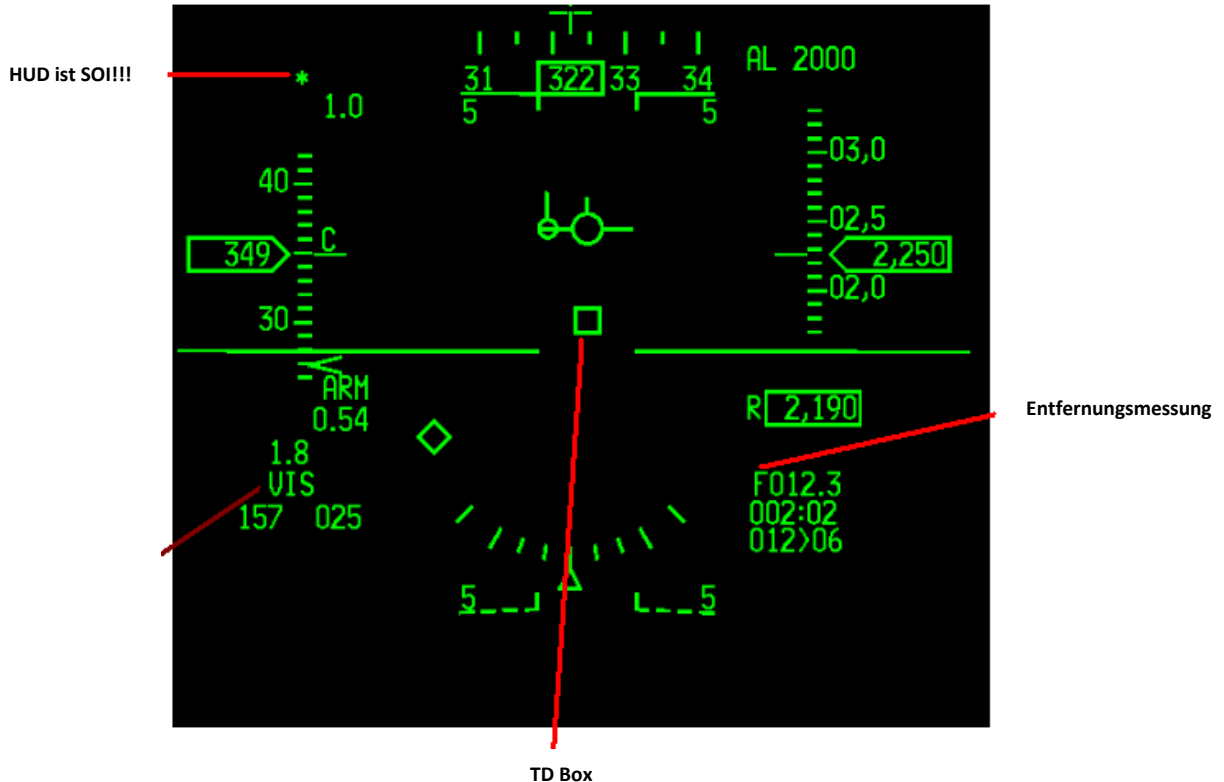 HUD ist SOI!!!
*
1.0
31 322 33 34
5 5
AL 2000
40
349
C
30
03,0
02,5
2,250
02,0
ARM
0.54
1.8
VIS
157 025
R 2,190
Entfernungsmessung
F012.3
002:02
012>06
5 5
TD Box